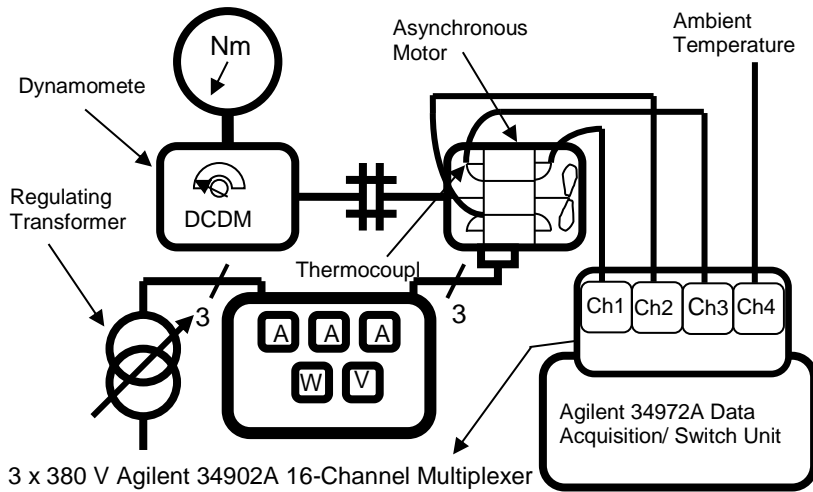 Nm
Asynchronous
Motor
Ambient
Temperature
Dynamomete
Regulating
Transformer
DCDM
Thermocoupl
3
3
A A A
W V
Ch1 Ch2 Ch3 Ch4
Agilent 34972A Data
Acquisition/ Switch Unit
3 x 380 V Agilent 34902A 16-Channel Multiplexer